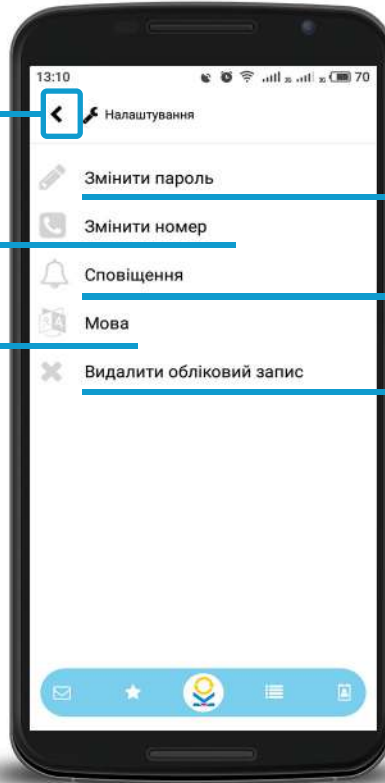 13:10 70
Налаштування
Змінити пароль
Змінити номер
Сповіщення
Мова
Видалити обліковий запис